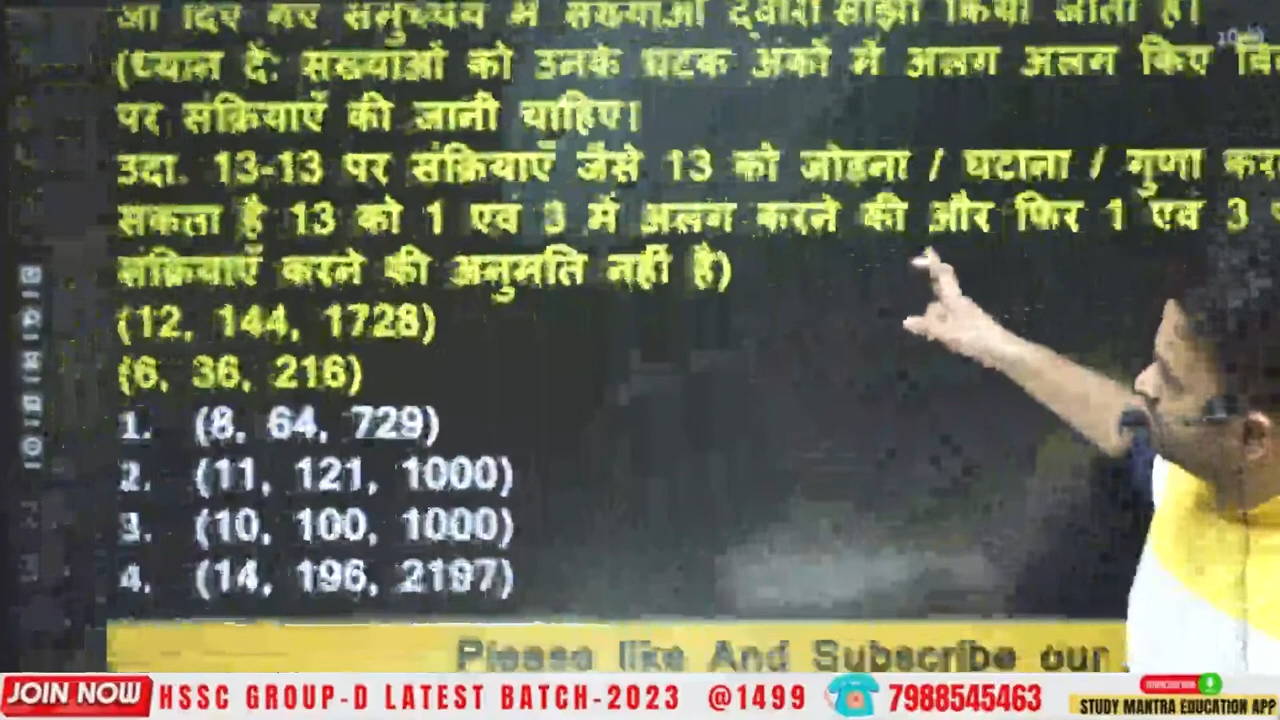 जो दिए गए समुच्चय में संख्याओं द्वारा साझा किया जाता है।
(ध्यान दें: संख्याओं को उनके घटक अंकों में अलग अलग किए
पर संक्रियाएँ की जानी चाहिए।
उदा. 13-13 पर संक्रियाएँ जैसे 13 को जोड़ना / घटाना / गुणा
सकता है 13 को 1 एवं 3 में अलग करने की और फिर 1 एवं 3
संक्रियाएँ करने की अनुमति नहीं है)
(12, 144, 1728)
(6, 36, 216)
1. (8, 64, 729)
2. (11, 121, 1000)
3. (10, 100, 1000)
4. (14, 196, 2197)
Please like And Subscribe our
JOIN NOW HSSC GROUP-D LATEST BATCH-2023 @1499 7988545463
STUDY MANTRA EDUCATION APP